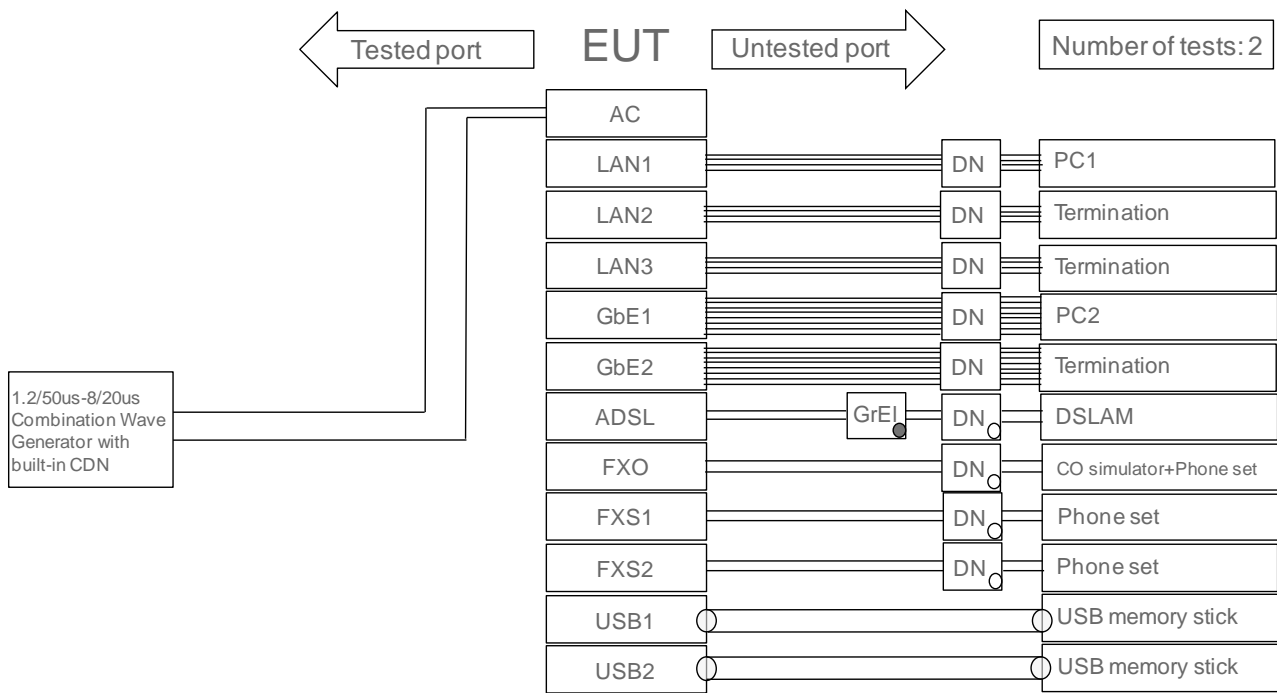 Tested port
EUT
Untested port
Number of tests: 2
AC
LAN1
DN
PC1
LAN2
DN
Termination
LAN3
DN
Termination
GbE1
DN
PC2
GbE2
DN
Termination
1.2/50us-8/20us
Combination Wave
Generator with
built-in CDN
ADSL
GrEI
DN
DSLAM
FXO
DN
CO simulator+Phone set
FXS1
DN
Phone set
FXS2
DN
Phone set
USB1
USB memory stick
USB2
USB memory stick